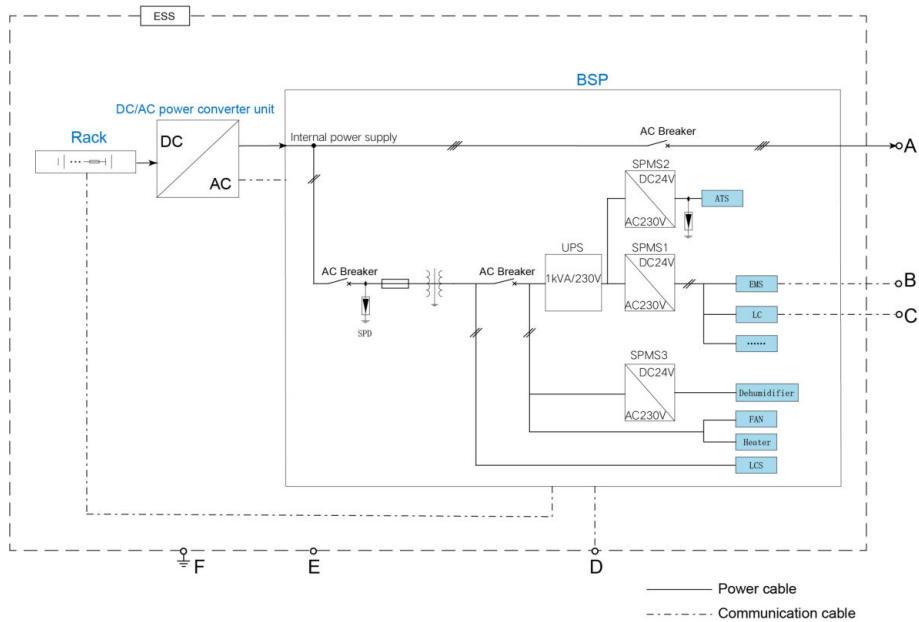 ESS
BSP
DC/AC power converter unit
Rack
DC
AC
Internal power supply
AC Breaker
A
SPMS2
DC24V
AC230V
ATS
UPS
1kVA/230V
SPMS1
DC24V
AC230V
AC Breaker
AC Breaker
SPD
EMS
B
LC
C
......
SPMS3
DC24V
AC230V
Dehumidifier
FAN
Heater
LCS
F
E
D
Power cable
Communication cable